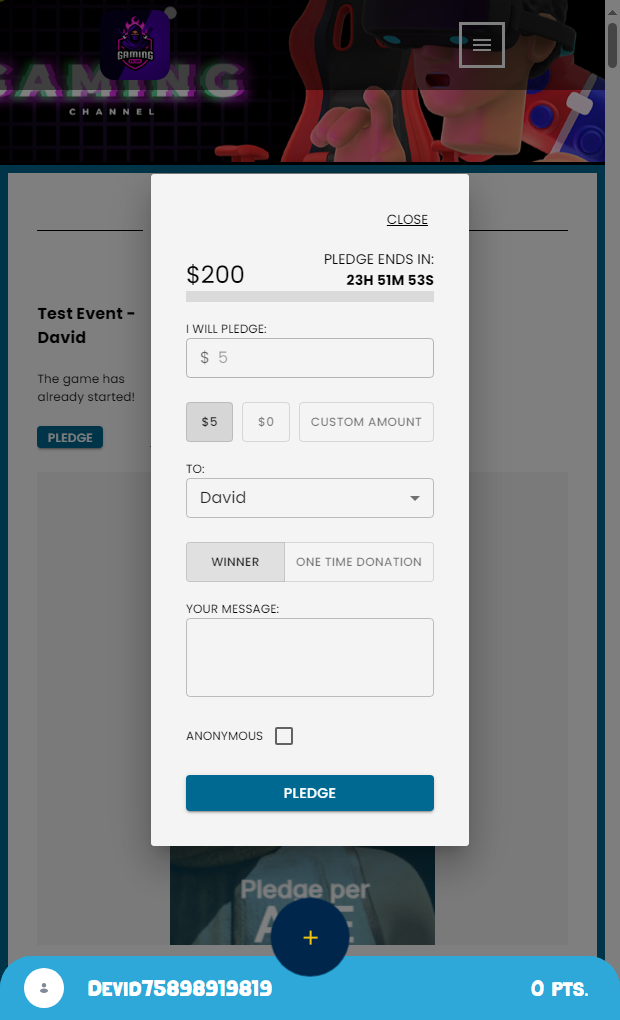 GAMING
GAMING
CHANNEL
CLOSE
PLEDGE ENDS IN:
$200
23H 51M 53S
Test Event -
David
I WILL PLEDGE:
$ 5
The game has
already started!
$5
$0
CUSTOM AMOUNT
PLEDGE
TO:
David
WINNER
ONE TIME DONATION
YOUR MESSAGE:
ANONYMOUS
PLEDGE
Pledge per
+
Devid75898919819
0 PTS.